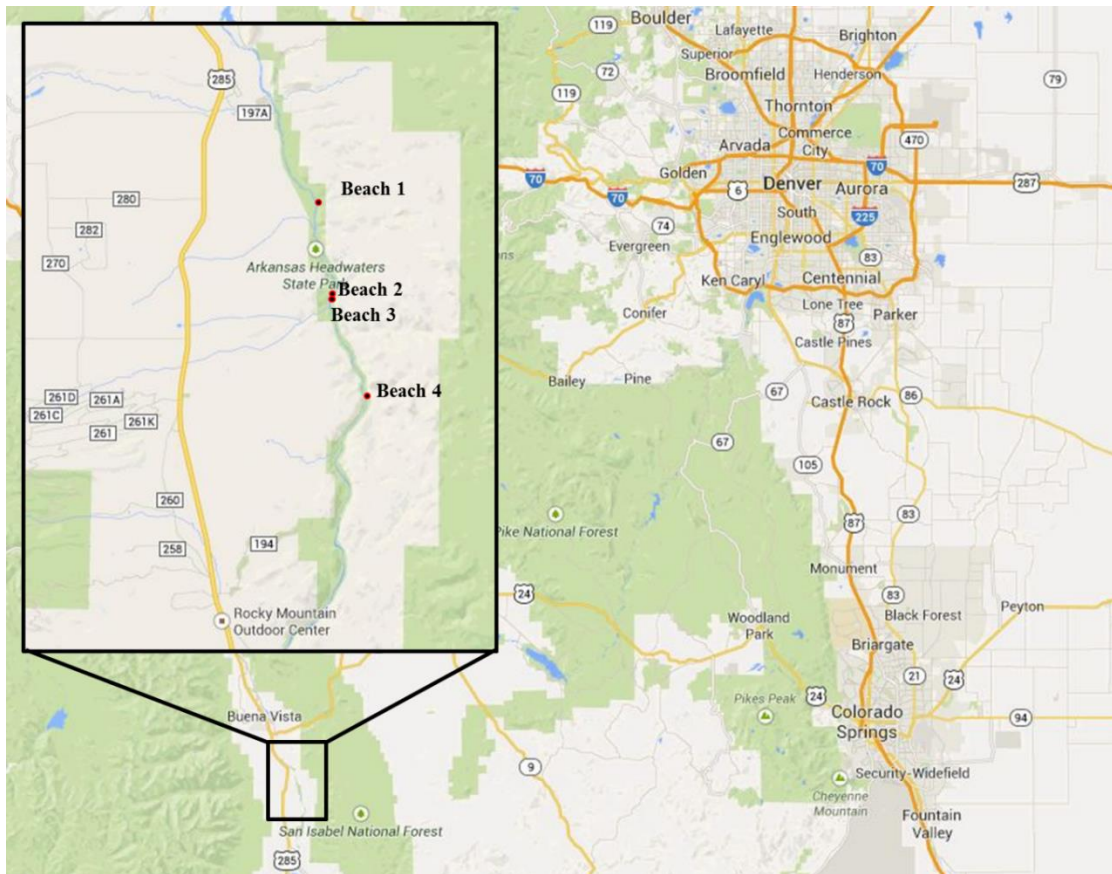 285
197A
280
282
270
Beach 1
Arkansas Headwaters
State Park
Beach 2
Beach 3
Beach 4
261D
261A
261C
261K
261
260
258
194
Rocky Mountain
Outdoor Center
119
Boulder
Lafayette
Brighton
Superior
72
Broomfield
Henderson
79
119
Thornton
Commerce
City
470
Arvada
70
Golden
70
6
Denver
Aurora
70
287
South
225
74
Evergreen
Englewood
83
Ken Caryl
Centennial
Lone Tree
Conifer
87
Parker
Castle Pines
Bailey
Pine
67
Castle Rock
86
67
105
83
Pike National Forest
87
Monument
24
83
Black Forest
Peyton
Woodland
Park
Briargate
21
24
Pikes Peak
24
Buena Vista
Colorado
Springs
94
9
Security-Widefield
Cheyenne
Mountain
Fountain
Valley
San Isabel National Forest
285